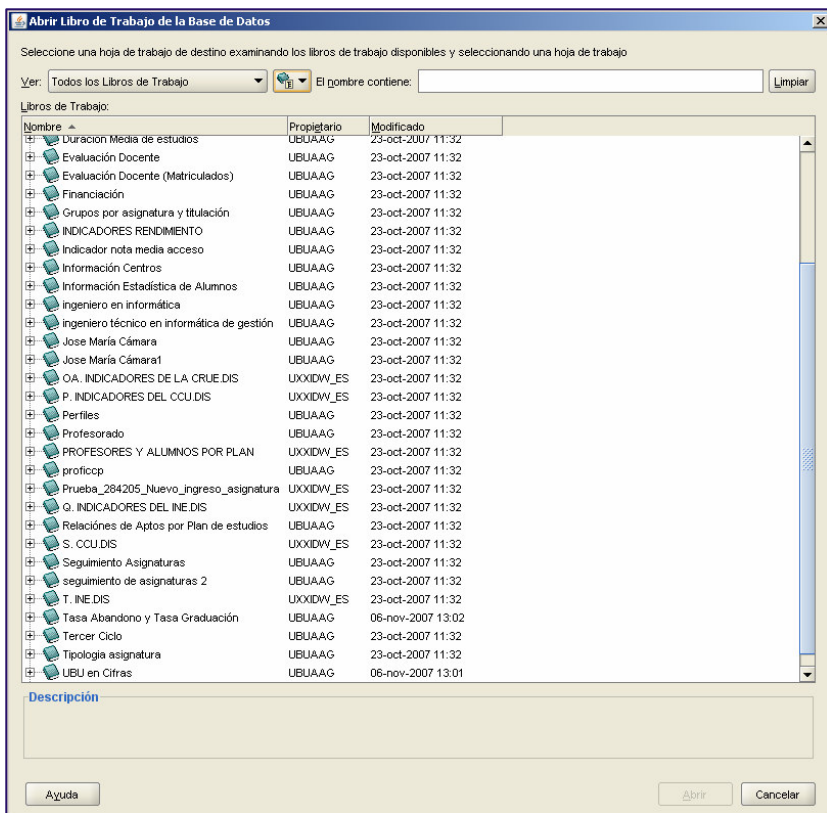 Abrir Libro de Trabajo de la Base de Datos
Seleccione una hoja de trabajo de destino examinando los libros de trabajo disponibles y seleccionando una hoja de trabajo
Ver: Todos los Libros de Trabajo El nombre contiene: Limpiar
Libros de Trabajo:
Nombre Propietario Modificado
Duración Media de estudios UBUAAG 23-oct-2007 11:32
Evaluación Docente UBUAAG 23-oct-2007 11:32
Evaluación Docente (Matriculados) UBUAAG 23-oct-2007 11:32
Financiación UBUAAG 23-oct-2007 11:32
Grupos por asignatura y titulación UBUAAG 23-oct-2007 11:32
INDICADORES RENDIMIENTO UBUAAG 23-oct-2007 11:32
Indicador nota media acceso UBUAAG 23-oct-2007 11:32
Información Centros UBUAAG 23-oct-2007 11:32
Información Estadística de Alumnos UBUAAG 23-oct-2007 11:32
ingeniero en informática UBUAAG 23-oct-2007 11:32
ingeniero técnico en informática de gestión UBUAAG 23-oct-2007 11:32
Jose María Cámara UBUAAG 23-oct-2007 11:32
Jose María Cámara1 UBUAAG 23-oct-2007 11:32
OA. INDICADORES DE LA CRUE.DIS UXXIDW_ES 23-oct-2007 11:32
P. INDICADORES DEL CCU.DIS UXXIDW_ES 23-oct-2007 11:32
Perfiles UBUAAG 23-oct-2007 11:32
Profesorado UBUAAG 23-oct-2007 11:32
PROFESORES Y ALUMNOS POR PLAN UXXIDW_ES 23-oct-2007 11:32
proficcp UBUAAG 23-oct-2007 11:32
Prueba_284205_Nuevo_ingreso_asignatura UXXIDW_ES 23-oct-2007 11:32
Q. INDICADORES DEL INE.DIS UXXIDW_ES 23-oct-2007 11:32
Relaciónes de Aptos por Plan de estudios UBUAAG 23-oct-2007 11:32
S. CCU.DIS UXXIDW_ES 23-oct-2007 11:32
Seguimiento Asignaturas UBUAAG 23-oct-2007 11:32
seguimiento de asignaturas 2 UBUAAG 23-oct-2007 11:32
T. INE.DIS UXXIDW_ES 23-oct-2007 11:32
Tasa Abandono y Tasa Graduación UBUAAG 06-nov-2007 13:02
Tercer Ciclo UBUAAG 23-oct-2007 11:32
Tipologia asignatura UBUAAG 23-oct-2007 11:32
UBU en Cifras UBUAAG 06-nov-2007 13:01
Descripción
Ayuda Abrir Cancelar